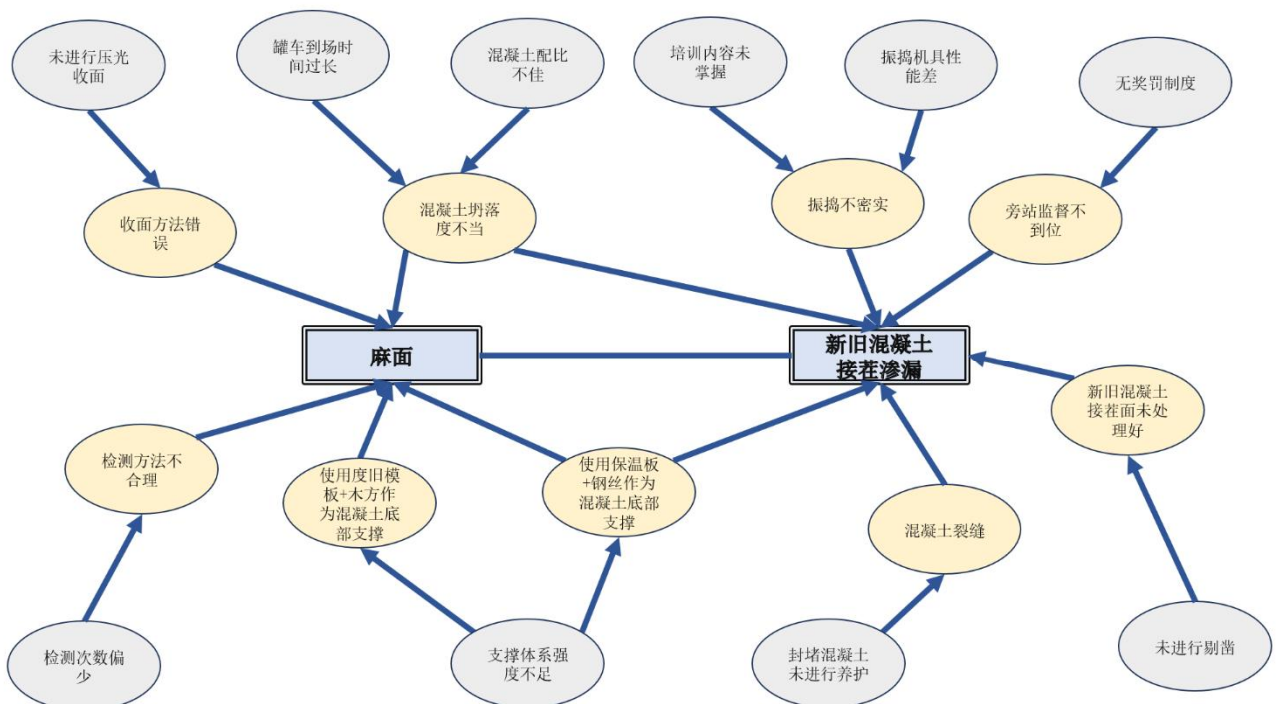 未进行压光
收面
罐车到场时
间过长
混凝土配比
不佳
培训内容未
掌握
振捣机具性
能差
无奖罚制度
收面方法错
误
混凝土坍落
度不当
振捣不密实
旁站监督不
到位
麻面
新旧混凝土
接茬渗漏
检测方法不
合理
使用度旧模
板+木方作
为混凝土底
部支撑
使用保温板
+钢丝作为
混凝土底部
支撑
混凝土裂缝
新旧混凝土
接茬面未处
理好
检测次数偏
少
支撑体系强
度不足
封堵混凝土
未进行养护
未进行剔凿